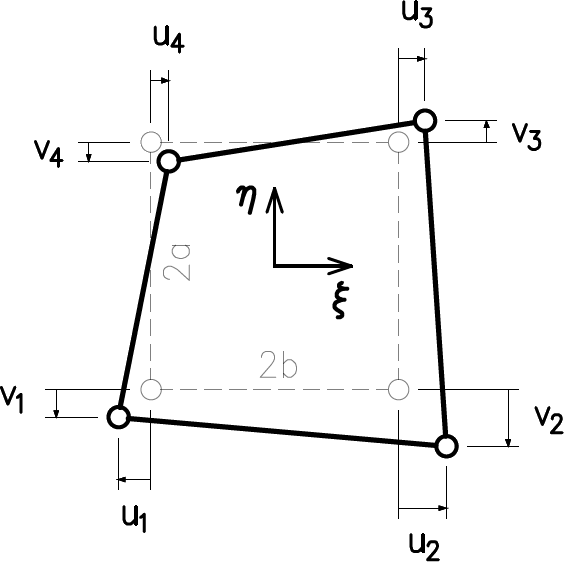 u₃
u₄
v₃
v₄
η
2a
ξ
2b
v₁
v₂
u₁
u₂